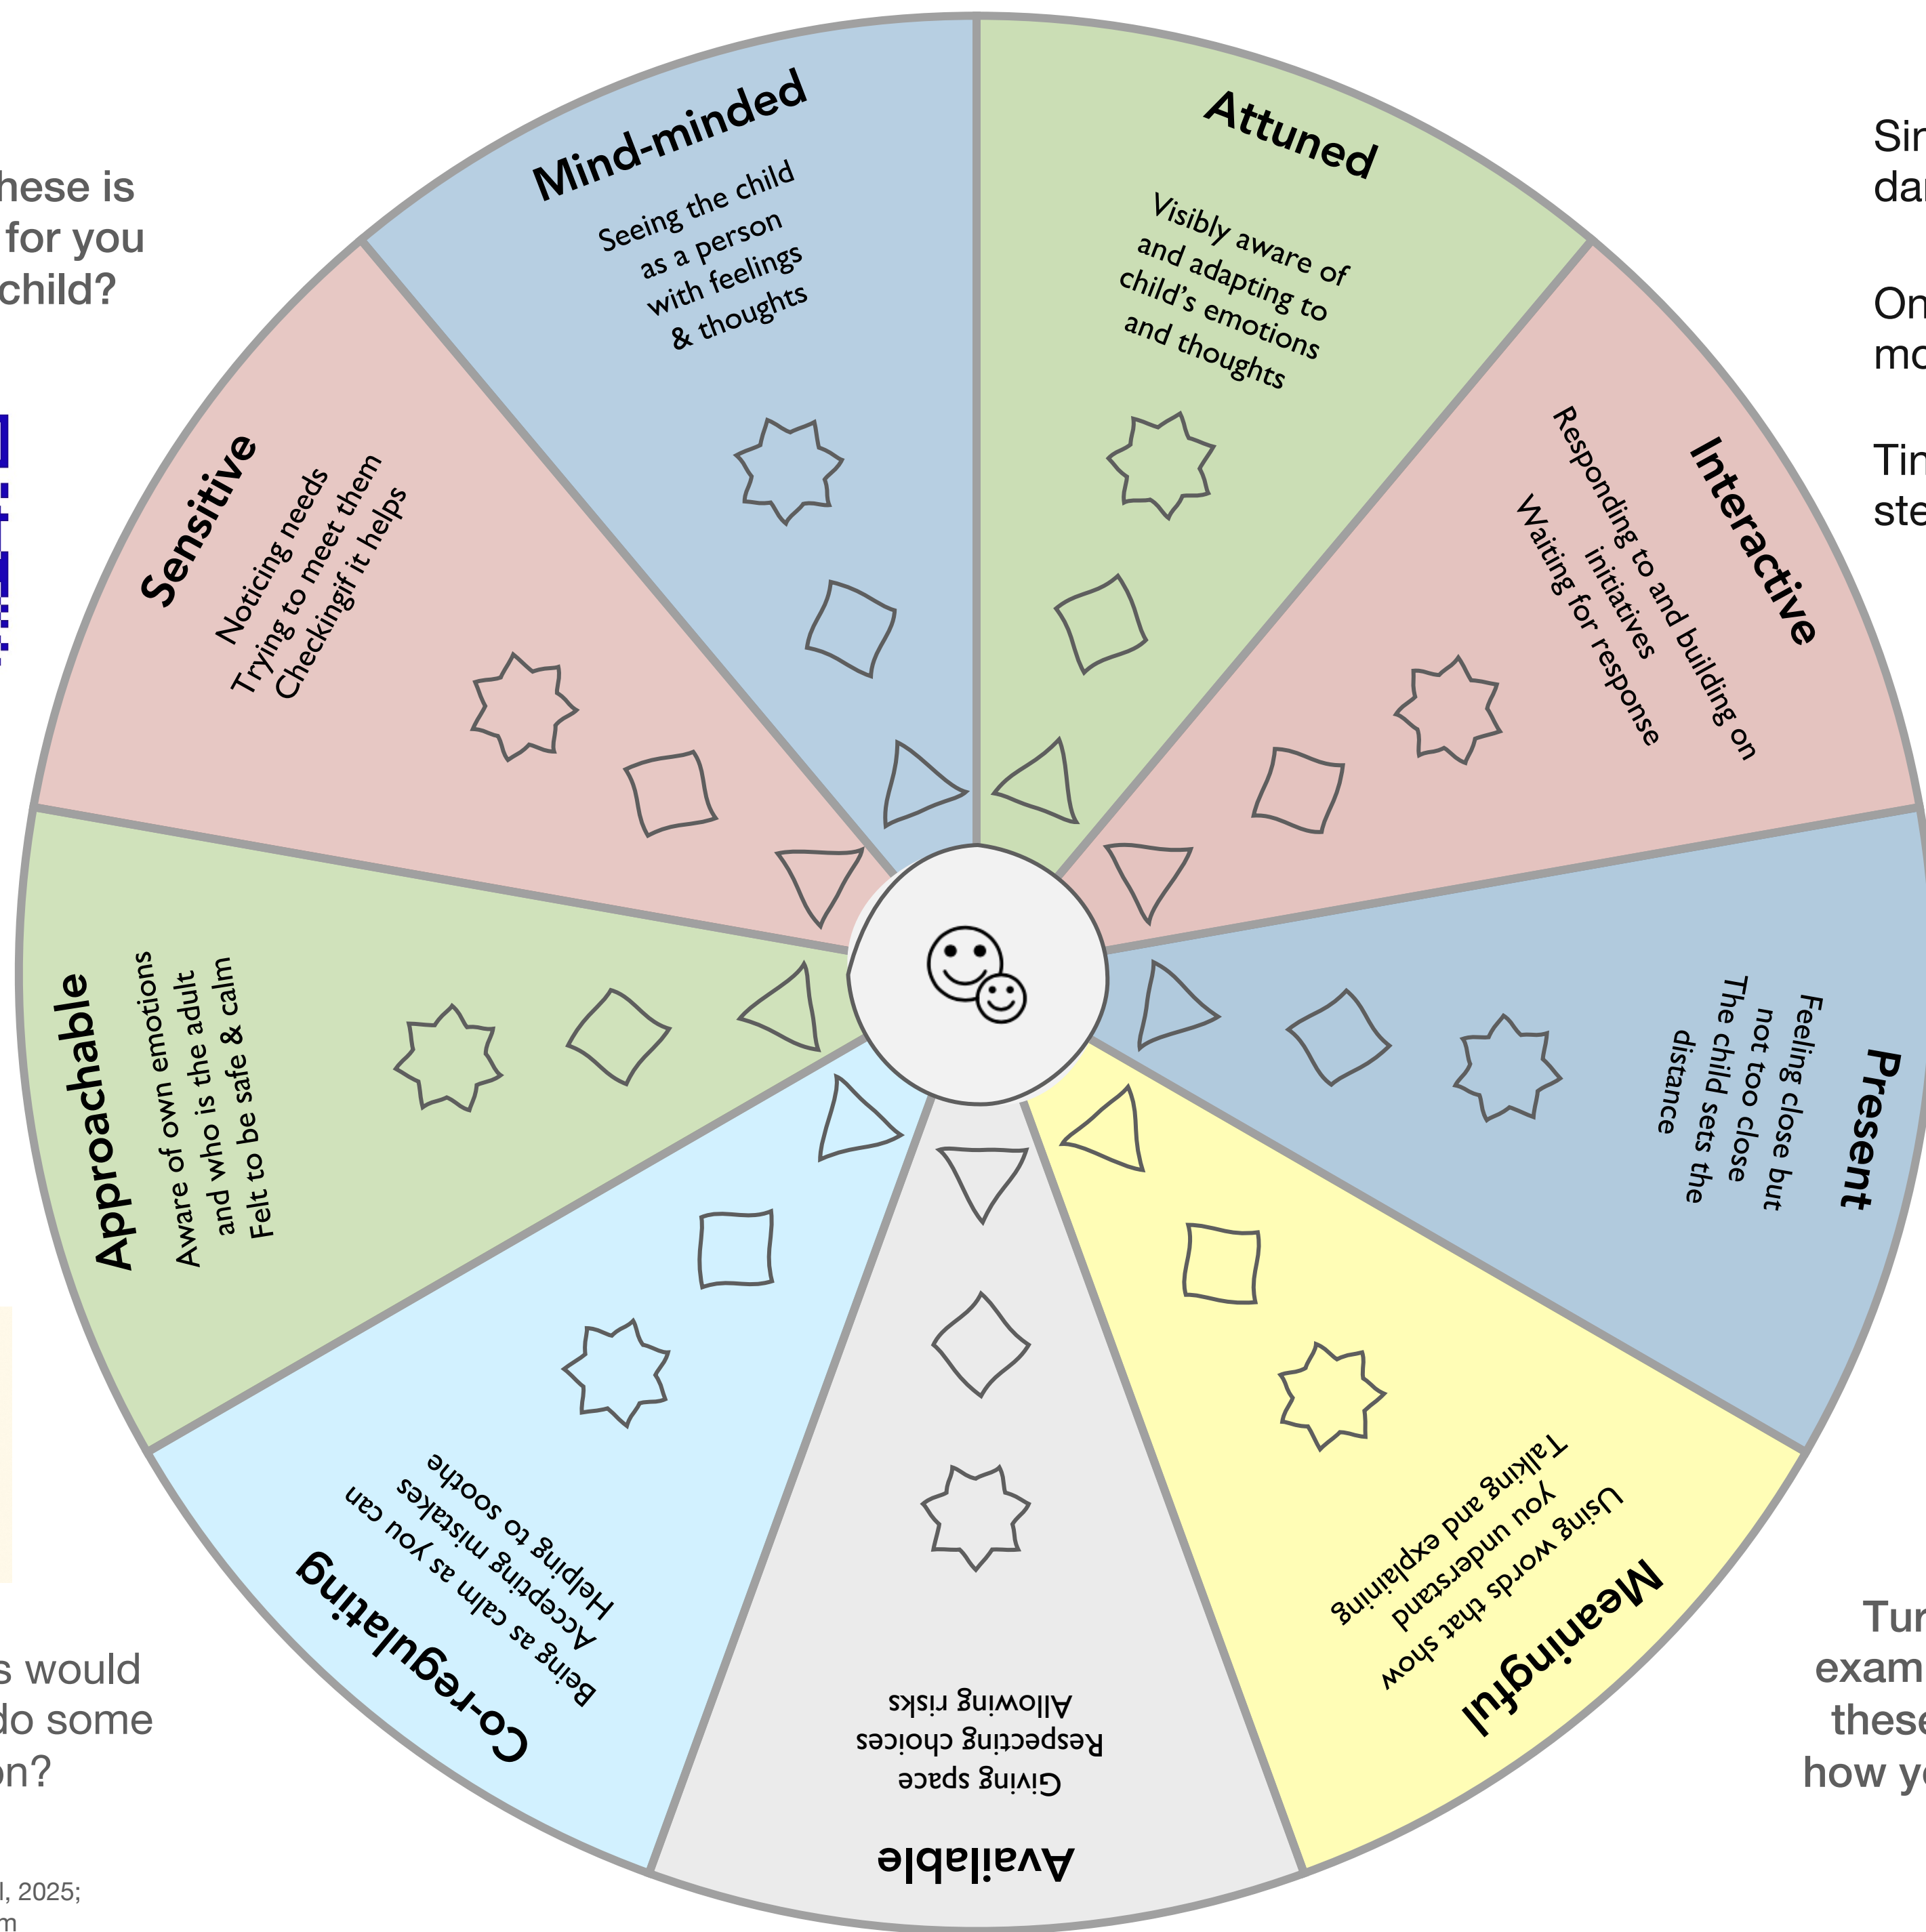 hese is
for you
child?
Mind-minded
Seeing the child
as a person
with feelings
& thoughts
Attuned
Visibly aware of
and adapting to
child's emotions
and thoughts
Interactive
Responding to and building on
initiatives
Waiting for response
Present
Feeling close but
not too close
The child sets the
distance
Meaningful
Using words that show
you understand
Talking and explaining
Available
Giving space
Respecting choices
Allowing risks
Co-regulating
Being as calm as you can
Accepting mistakes
Helping to soothe
Approachable
Aware of own emotions
and who is the adult
Felt to be safe & calm
Sensitive
Noticing needs
Trying to meet them
Checkingif it helps
On
ste
exam
these
how y
s would
do some
on?
l, 2025;
m